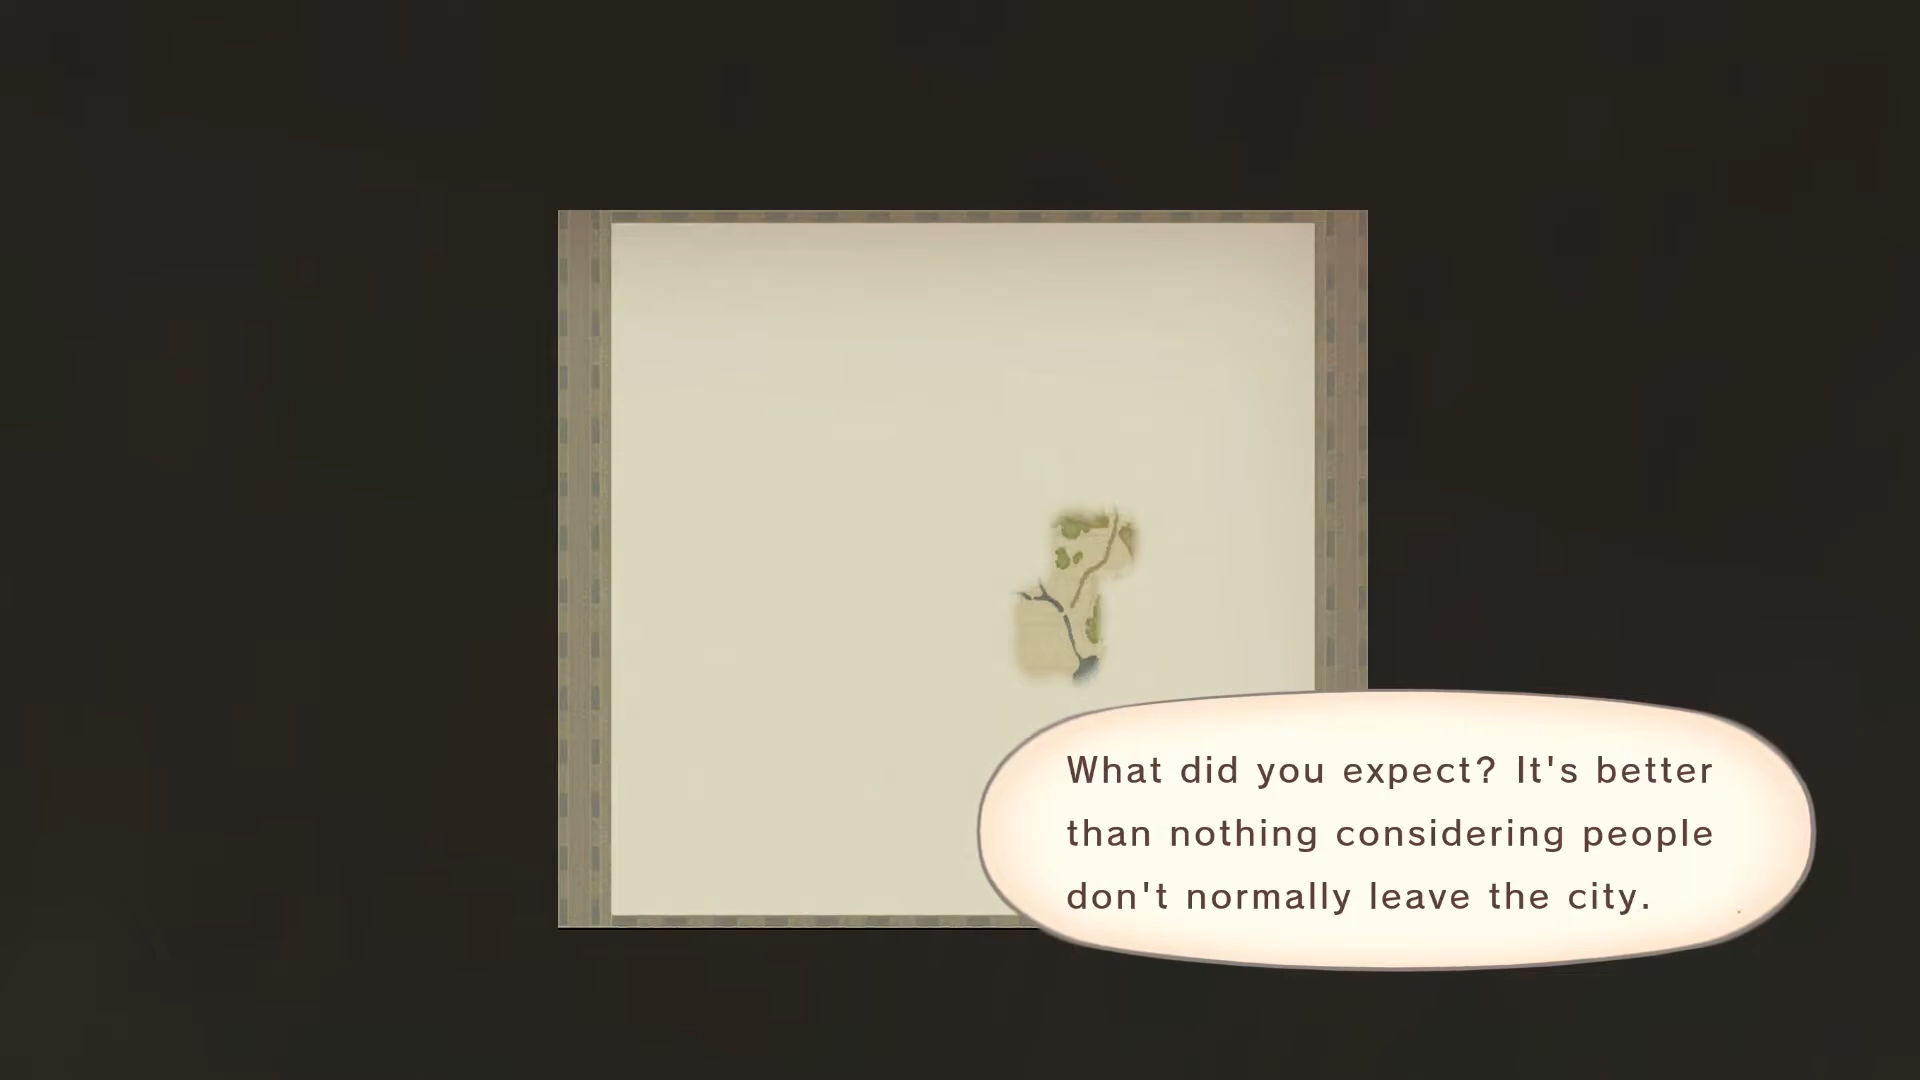 What did you expect? It's better
than nothing considering people
don't normally leave the city.